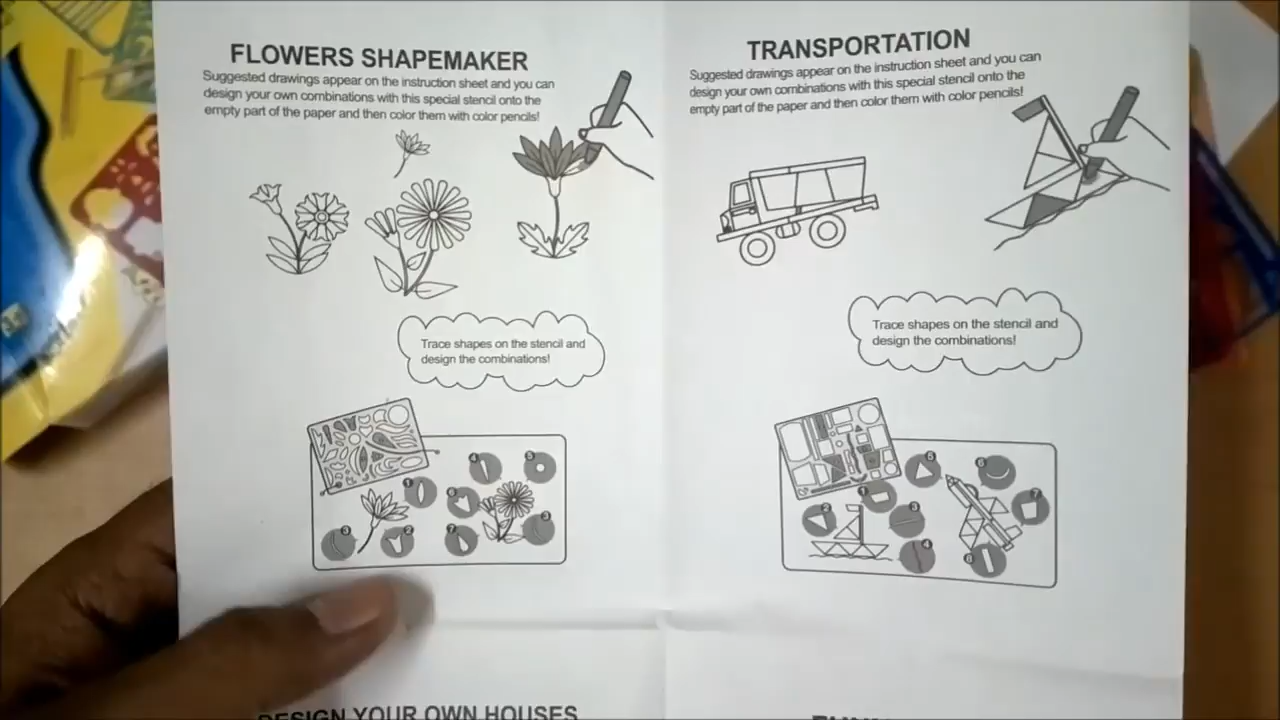 FLOWERS SHAPEMAKER
Suggested drawings appear on the instruction sheet and you can
design your own combinations with this special stencil onto the
empty part of the paper and then color them with color pencils!
Trace shapes on the stencil and
design the combinations!
TRANSPORTATION
Suggested drawings appear on the instruction sheet and you can
design your own combinations with this special stencil onto the
empty part of the paper and then color them with color pencils!
Trace shapes on the stencil and
design the combinations!
DESIGN YOUR OWN HOUSES